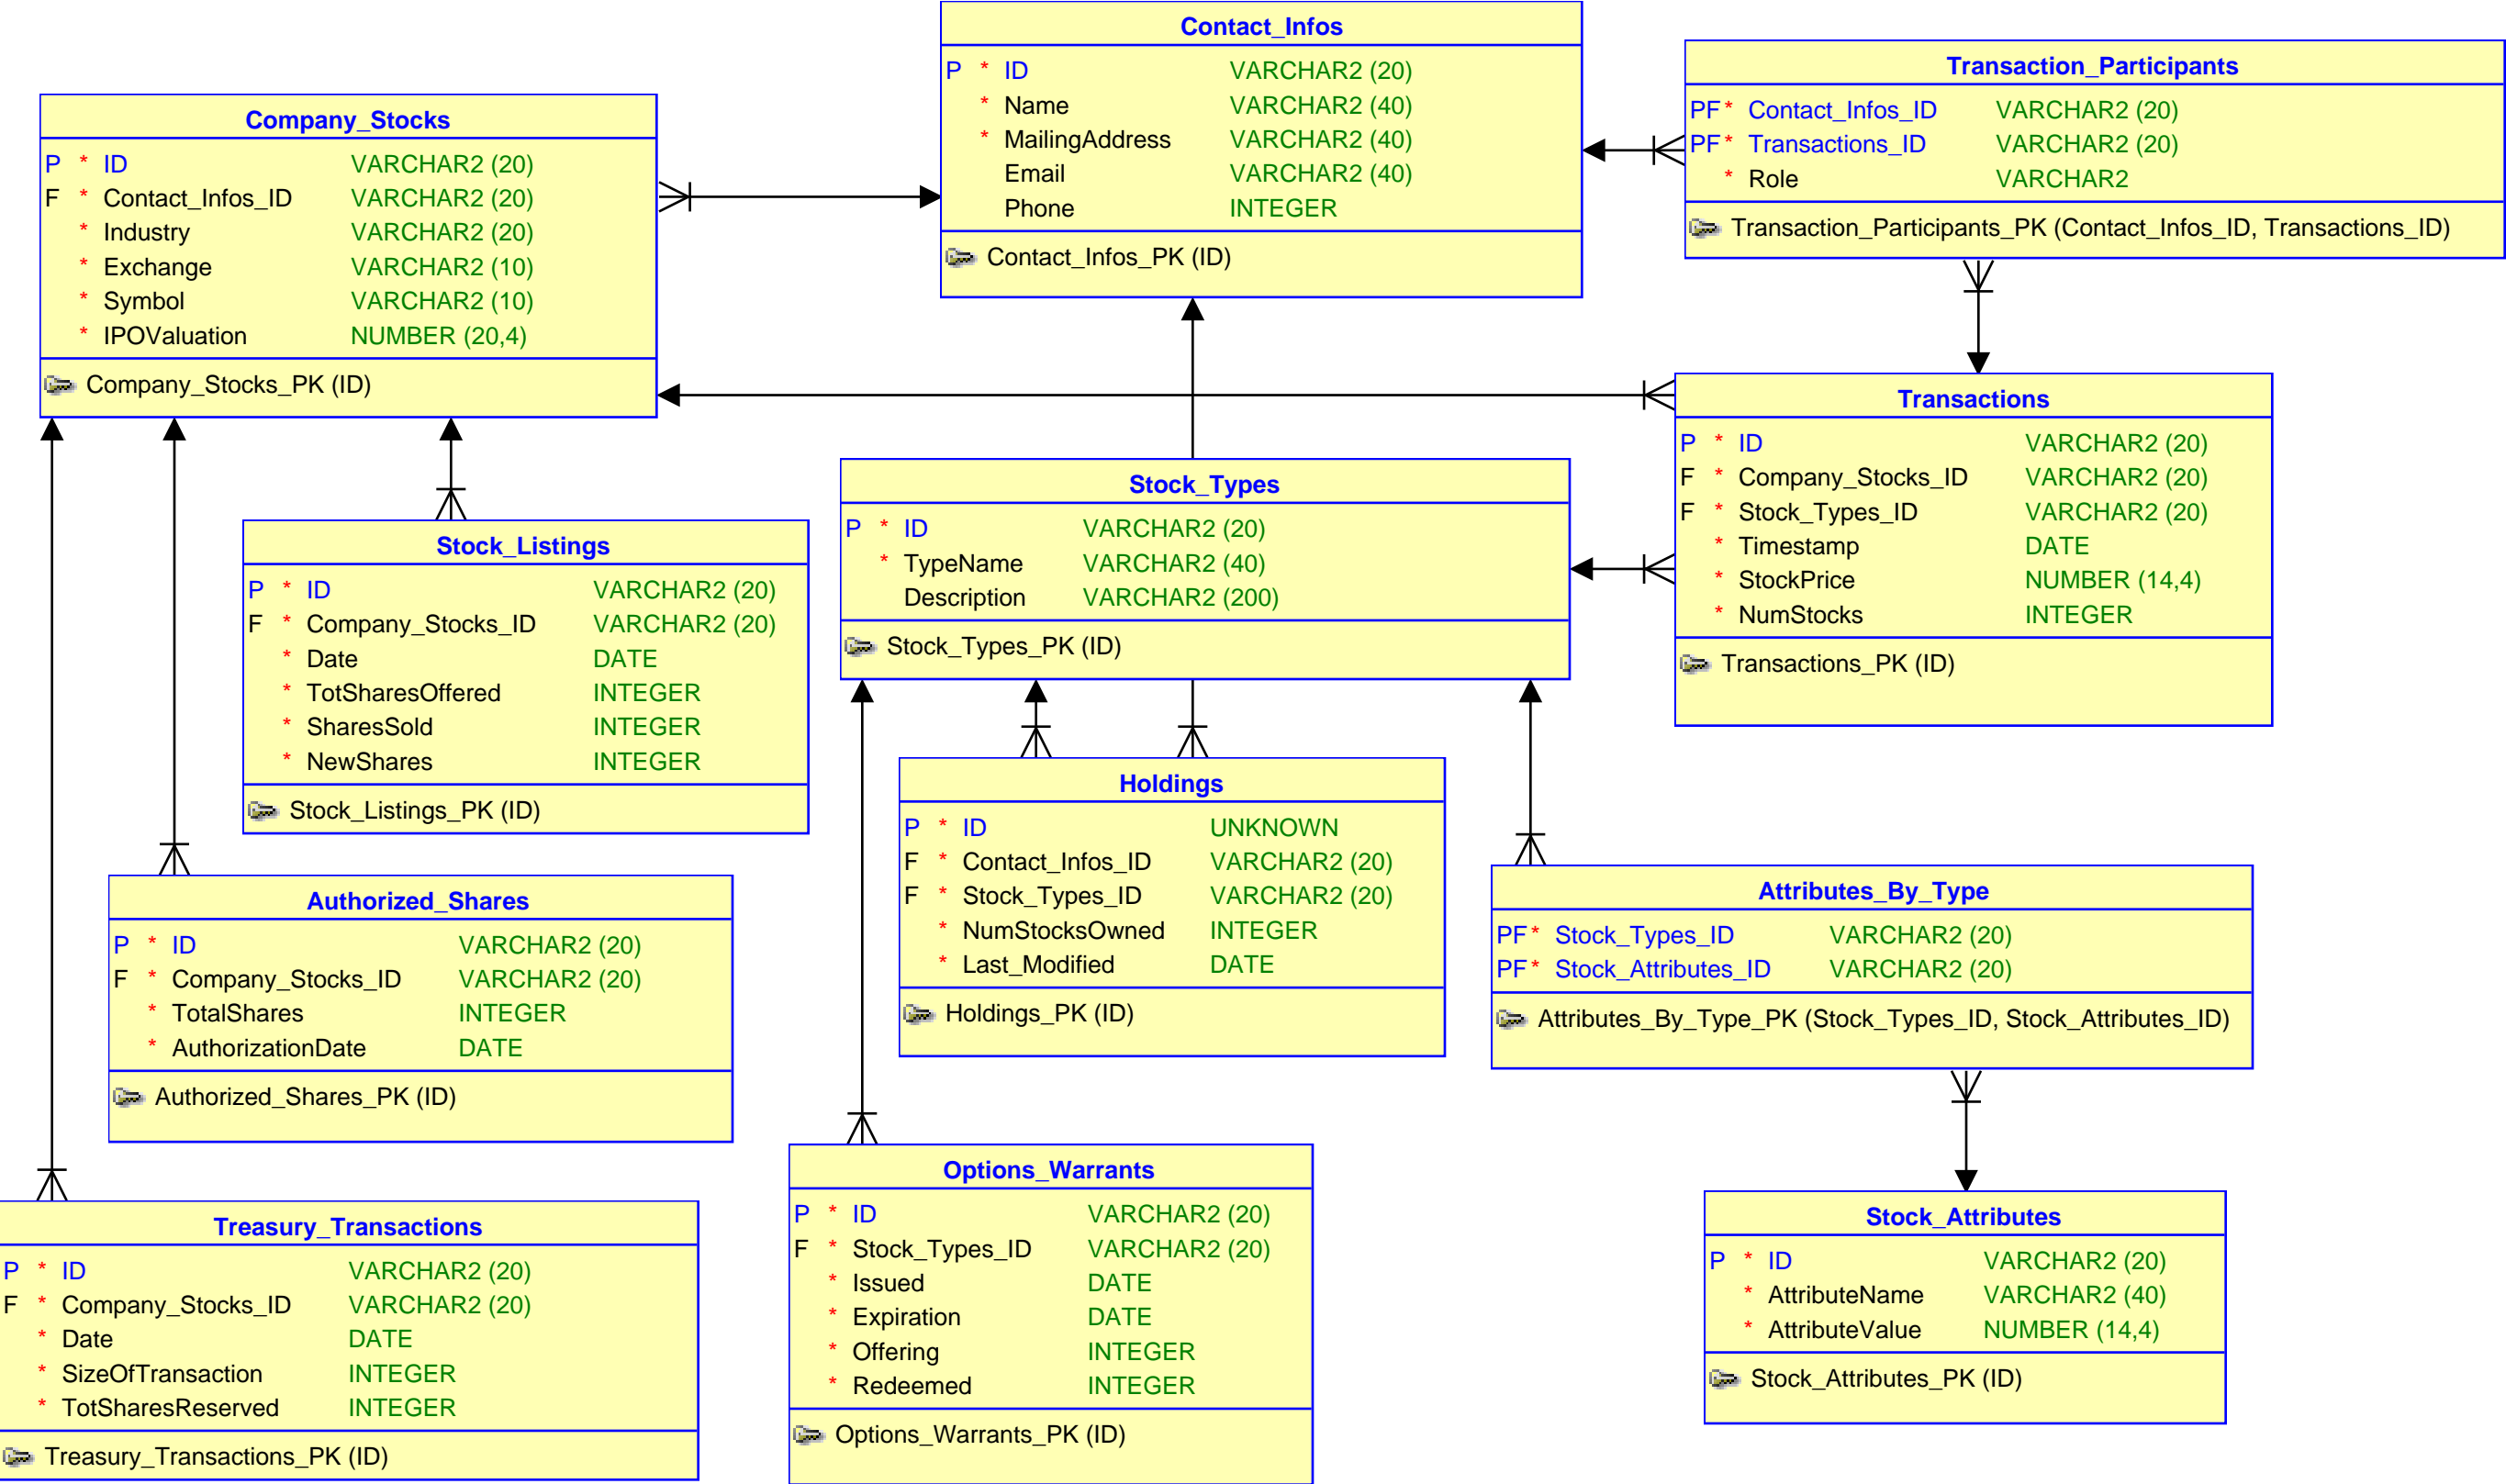 Contact_Infos
P * ID VARCHAR2 (20)
* Name VARCHAR2 (40)
* MailingAddress VARCHAR2 (40)
Email VARCHAR2 (40)
Phone INTEGER
Contact_Infos_PK (ID)
Transaction_Participants
PF * Contact_Infos_ID VARCHAR2 (20)
PF * Transactions_ID VARCHAR2 (20)
* Role VARCHAR2
Transaction_Participants_PK (Contact_Infos_ID, Transactions_ID)
Company_Stocks
P * ID VARCHAR2 (20)
F * Contact_Infos_ID VARCHAR2 (20)
* Industry VARCHAR2 (20)
* Exchange VARCHAR2 (10)
* Symbol VARCHAR2 (10)
* IPOValuation NUMBER (20,4)
Company_Stocks_PK (ID)
Transactions
P * ID VARCHAR2 (20)
F * Company_Stocks_ID VARCHAR2 (20)
F * Stock_Types_ID VARCHAR2 (20)
* Timestamp DATE
* StockPrice NUMBER (14,4)
* NumStocks INTEGER
Transactions_PK (ID)
Stock_Types
P * ID VARCHAR2 (20)
* TypeName VARCHAR2 (40)
Description VARCHAR2 (200)
Stock_Types_PK (ID)
Stock_Listings
P * ID VARCHAR2 (20)
F * Company_Stocks_ID VARCHAR2 (20)
* Date DATE
* TotSharesOffered INTEGER
* SharesSold INTEGER
* NewShares INTEGER
Stock_Listings_PK (ID)
Holdings
P * ID UNKNOWN
F * Contact_Infos_ID VARCHAR2 (20)
F * Stock_Types_ID VARCHAR2 (20)
* NumStocksOwned INTEGER
* Last_Modified DATE
Holdings_PK (ID)
Attributes_By_Type
PF * Stock_Types_ID VARCHAR2 (20)
PF * Stock_Attributes_ID VARCHAR2 (20)
Attributes_By_Type_PK (Stock_Types_ID, Stock_Attributes_ID)
Authorized_Shares
P * ID VARCHAR2 (20)
F * Company_Stocks_ID VARCHAR2 (20)
* TotalShares INTEGER
* AuthorizationDate DATE
Authorized_Shares_PK (ID)
Options_Warrants
P * ID VARCHAR2 (20)
F * Stock_Types_ID VARCHAR2 (20)
* Issued DATE
* Expiration DATE
* Offering INTEGER
* Redeemed INTEGER
Options_Warrants_PK (ID)
Stock_Attributes
P * ID VARCHAR2 (20)
* AttributeName VARCHAR2 (40)
* AttributeValue NUMBER (14,4)
Stock_Attributes_PK (ID)
Treasury_Transactions
P * ID VARCHAR2 (20)
F * Company_Stocks_ID VARCHAR2 (20)
* Date DATE
* SizeOfTransaction INTEGER
* TotSharesReserved INTEGER
Treasury_Transactions_PK (ID)